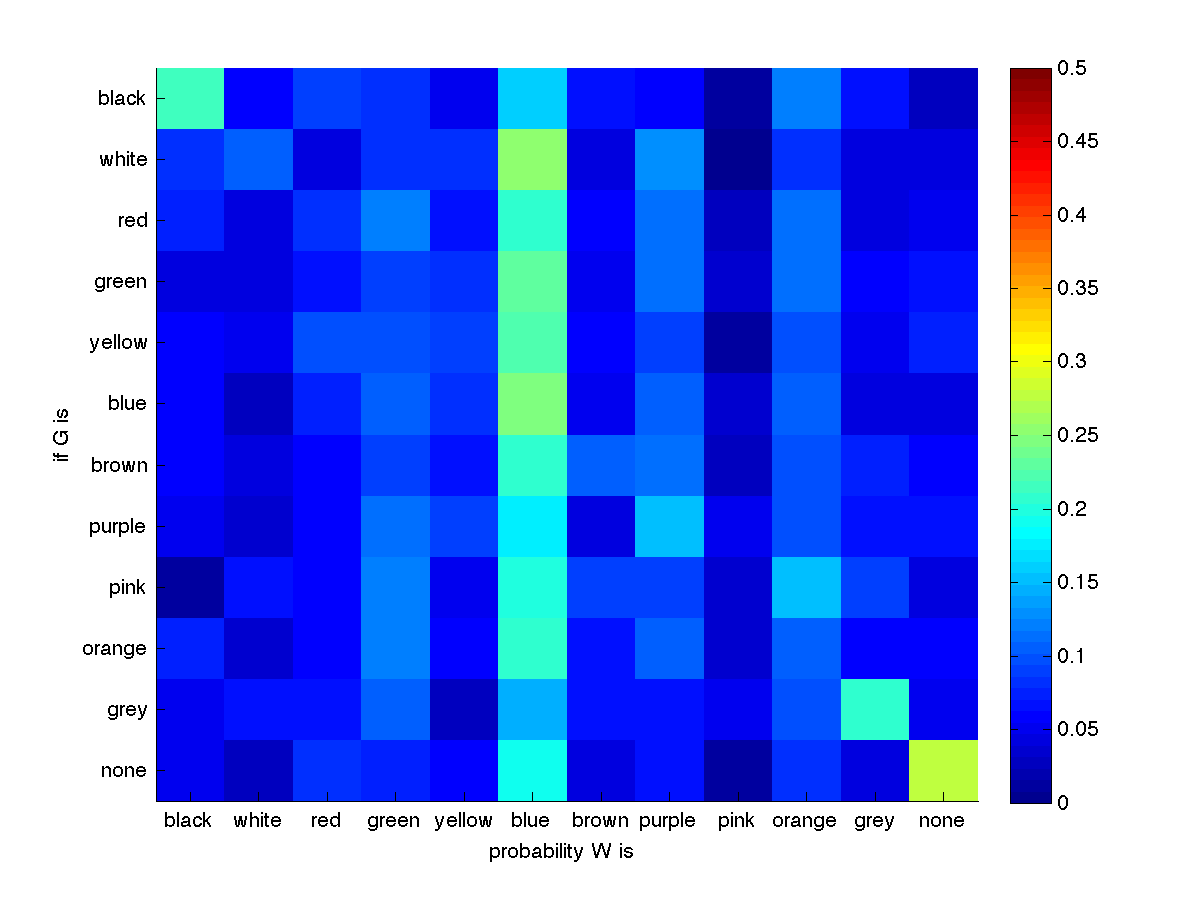 if G is
black
white
red
green
yellow
blue
brown
purple
pink
orange
grey
none
black white red green yellow blue brown purple pink orange grey none
probability W is
0.5
0.45
0.4
0.35
0.3
0.25
0.2
0.15
0.1
0.05
0